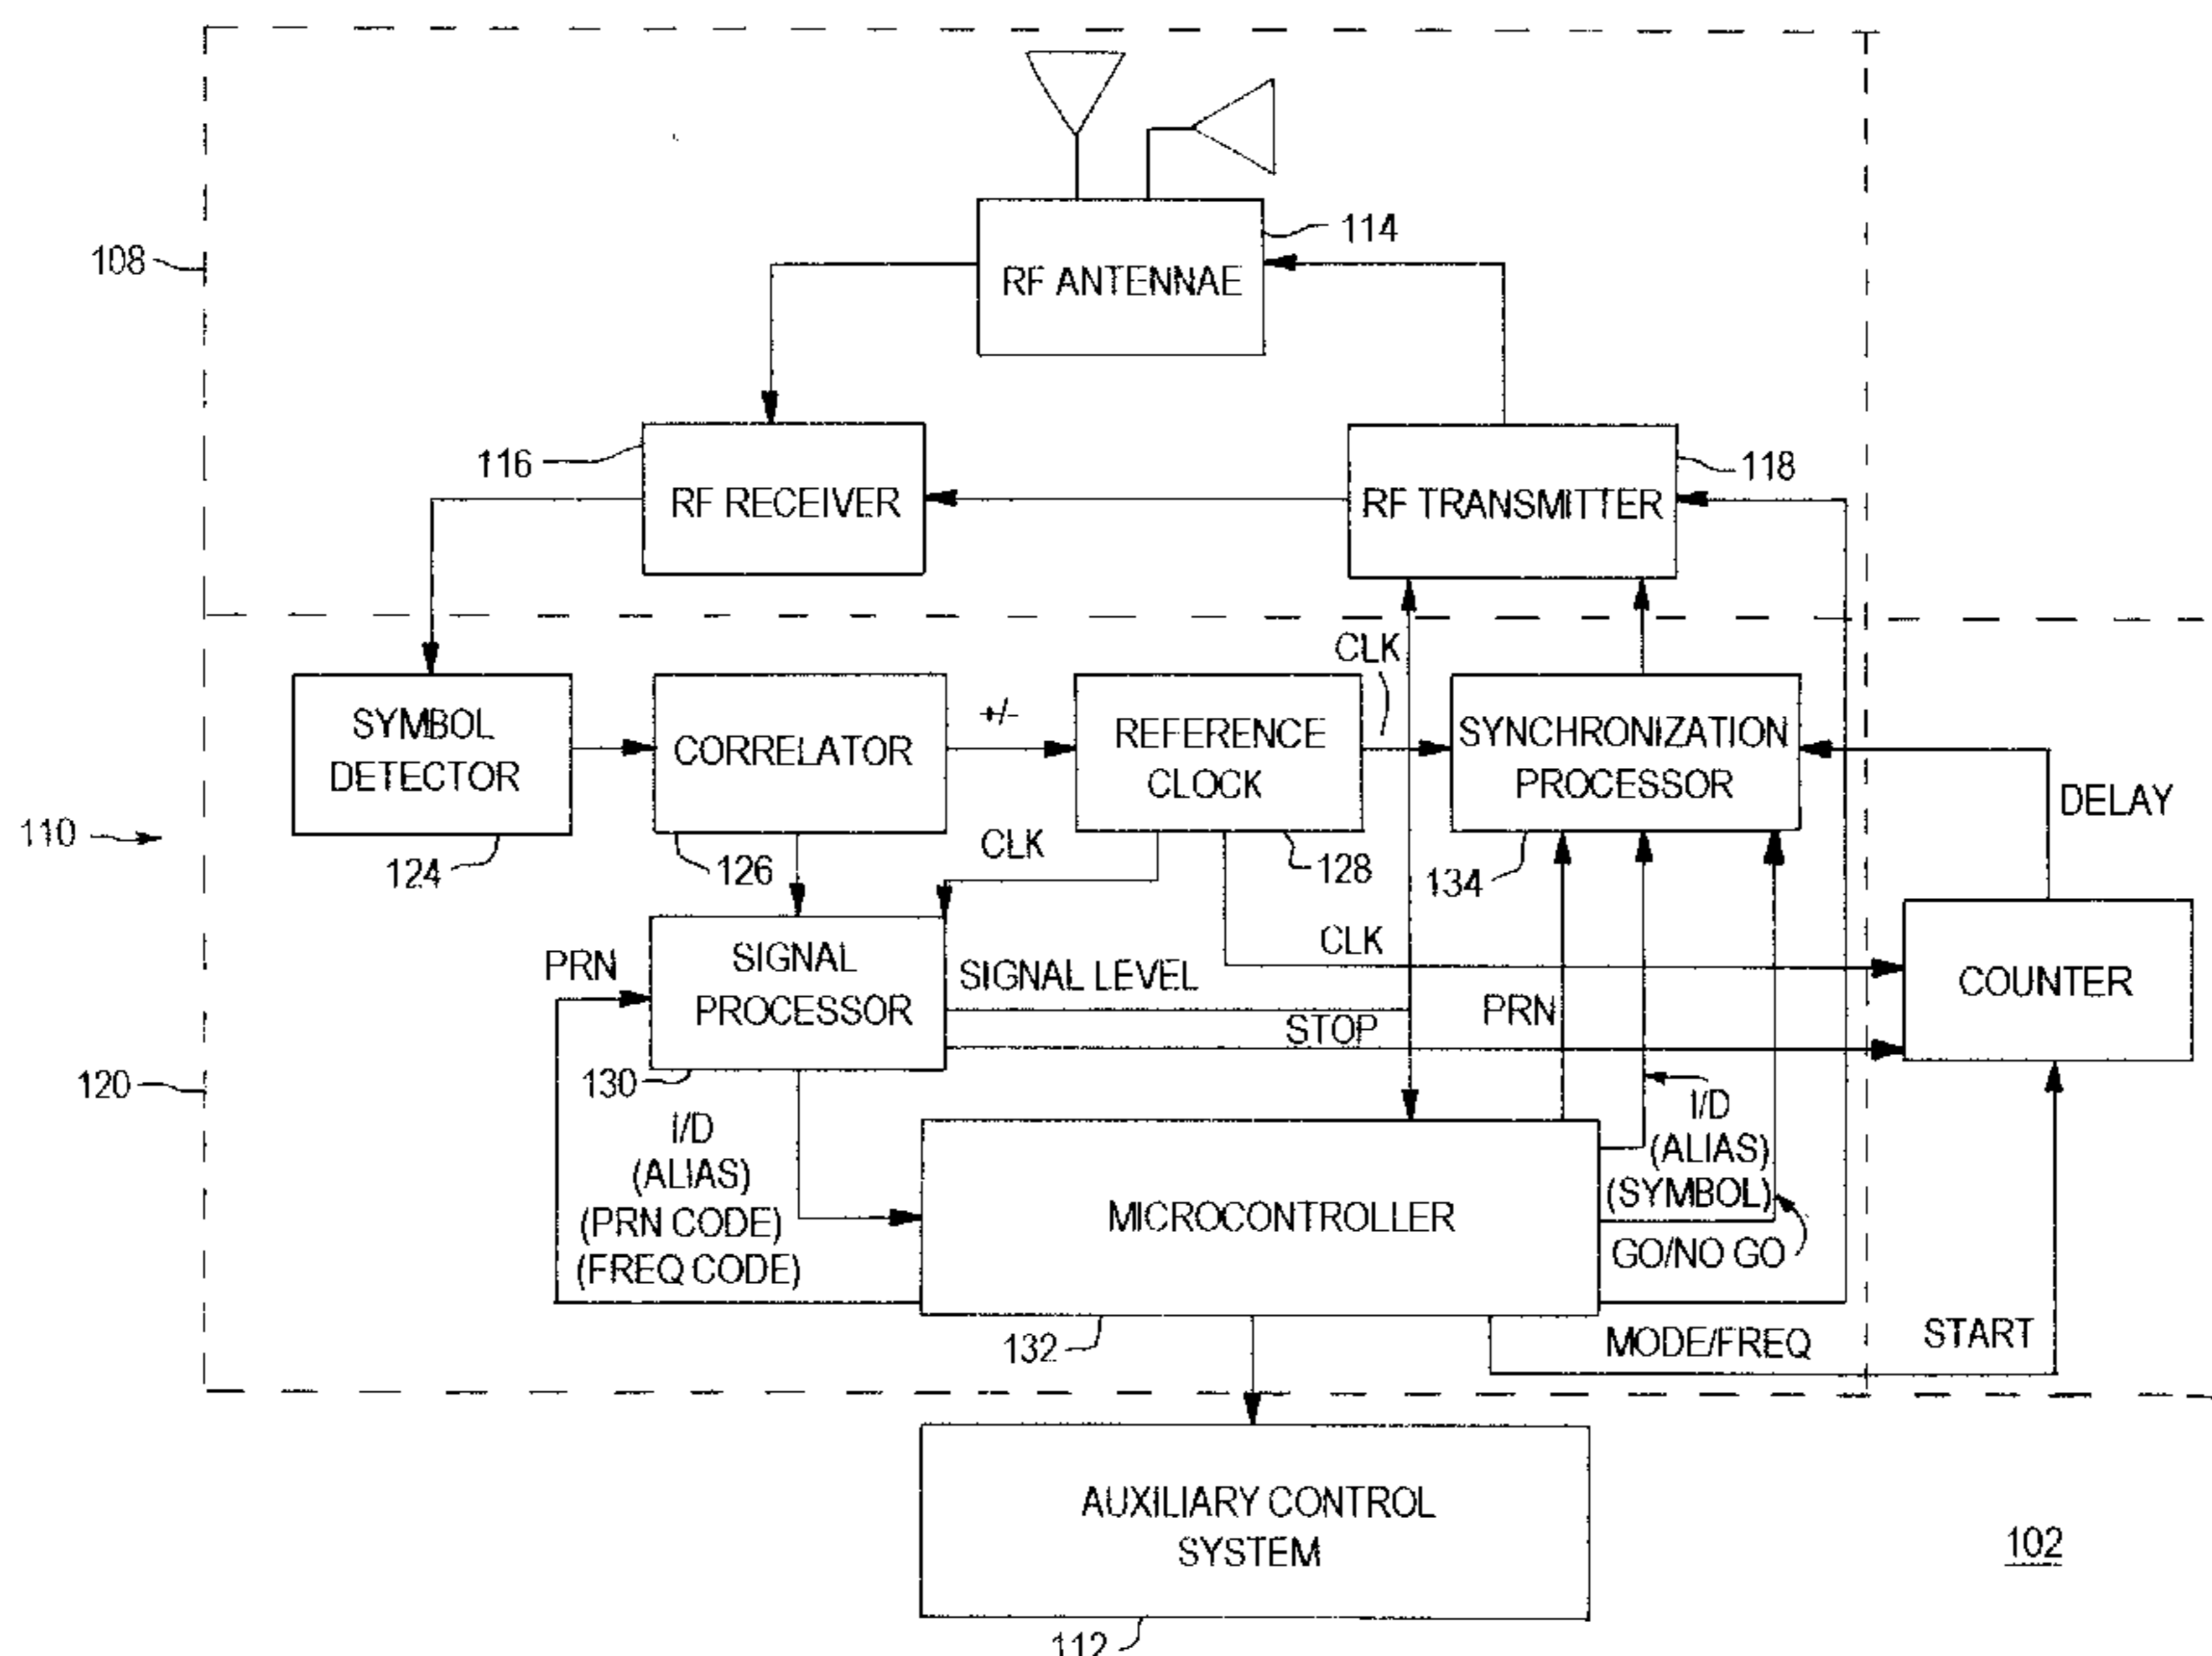 114
108
RF ANTENNAE
116
RF RECEIVER
118
RF TRANSMITTER
CLK
SYMBOL
DETECTOR
124
CORRELATOR
126
+/-
REFERENCE
CLOCK
128
SYNCHRONIZATION
PROCESSOR
134
DELAY
110
CLK
PRN
SIGNAL
PROCESSOR
130
SIGNAL LEVEL
CLK
STOP
PRN
COUNTER
120
I/D
(ALIAS)
(PRN CODE)
(FREQ CODE)
MICROCONTROLLER
132
I/D
(ALIAS)
(SYMBOL)
GO/NO GO
MODE/FREQ
START
AUXILIARY CONTROL
SYSTEM
112
102